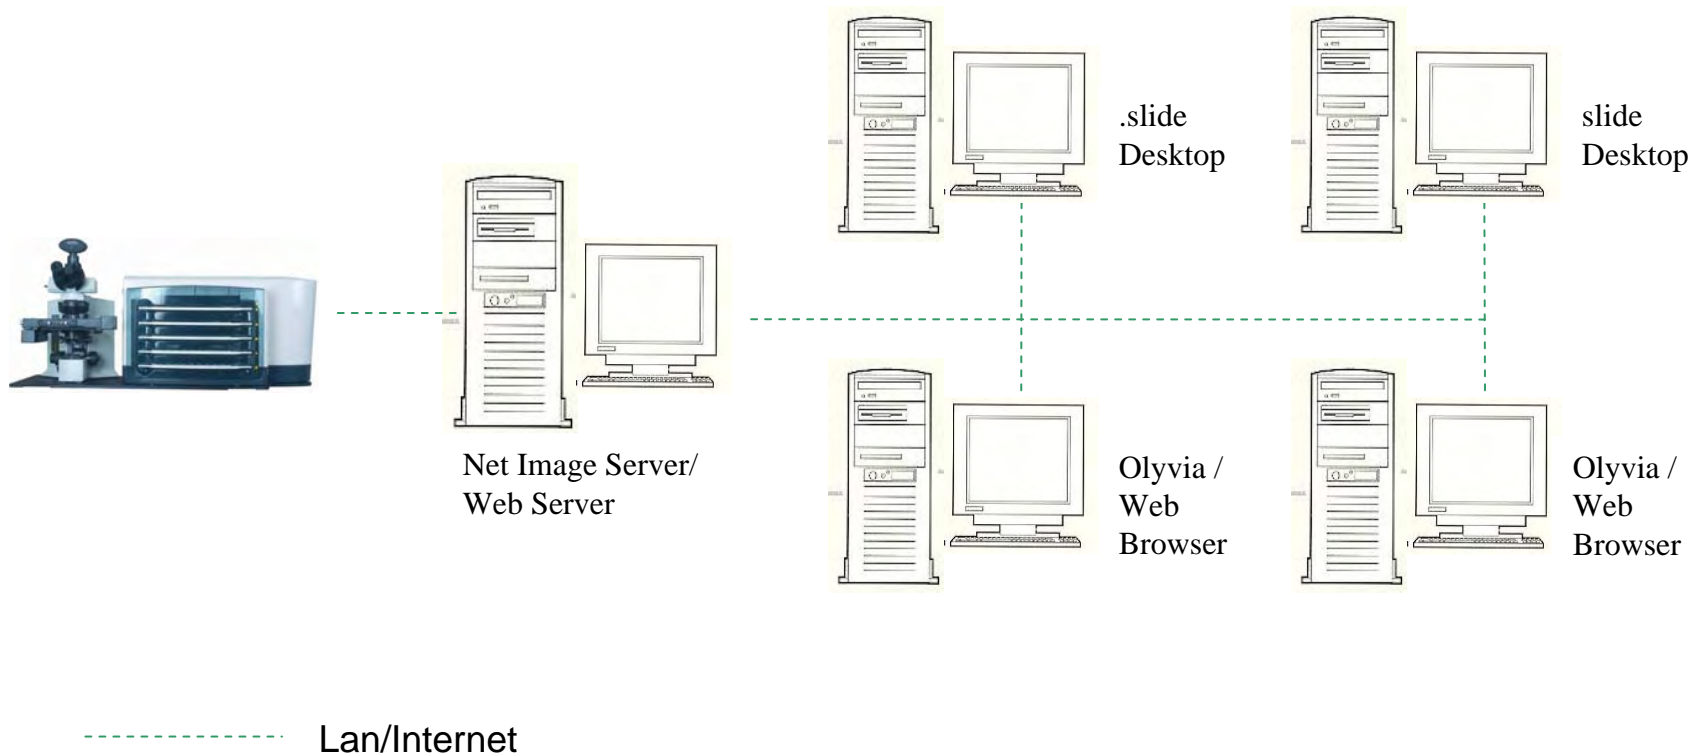 .slide
Desktop
slide
Desktop
Net Image Server/
Web Server
Olyvia /
Web
Browser
Olyvia /
Web
Browser
Lan/Internet